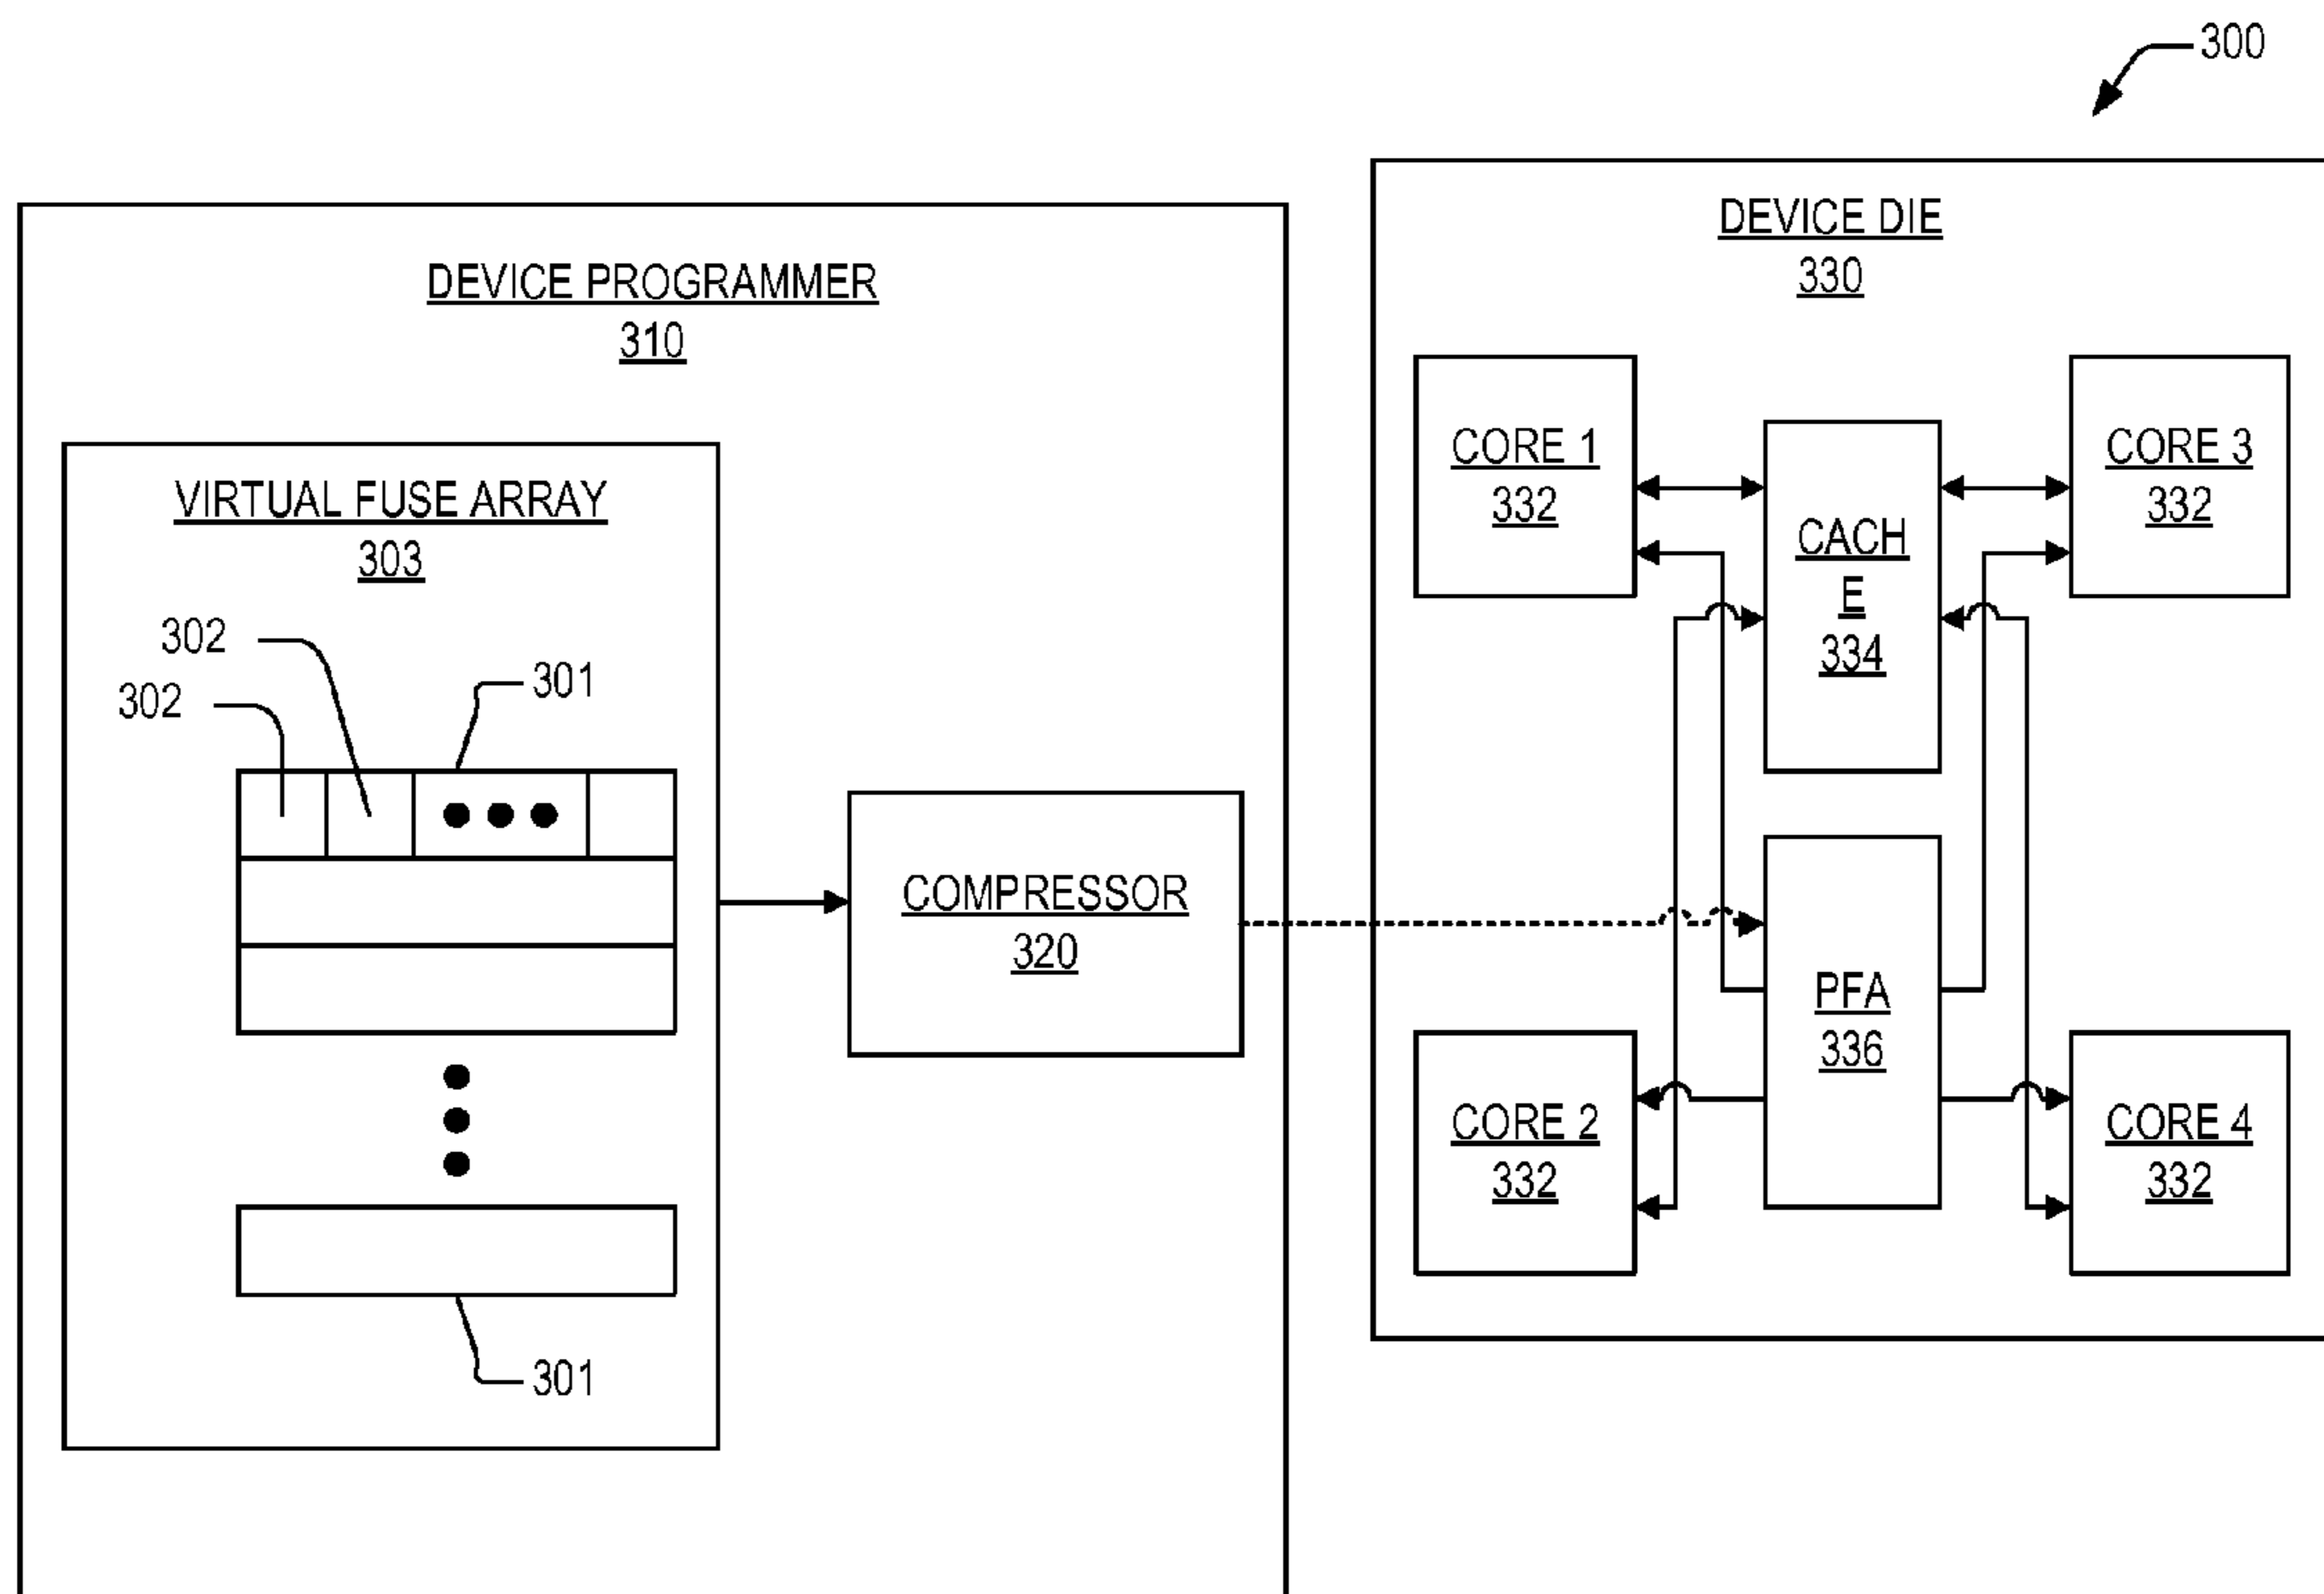 300
DEVICE PROGRAMMER
310
VIRTUAL FUSE ARRAY
303
302
302
301
301
COMPRESSOR
320
DEVICE DIE
330
CORE 1
332
CACH
E
334
CORE 3
332
PFA
336
CORE 2
332
CORE 4
332